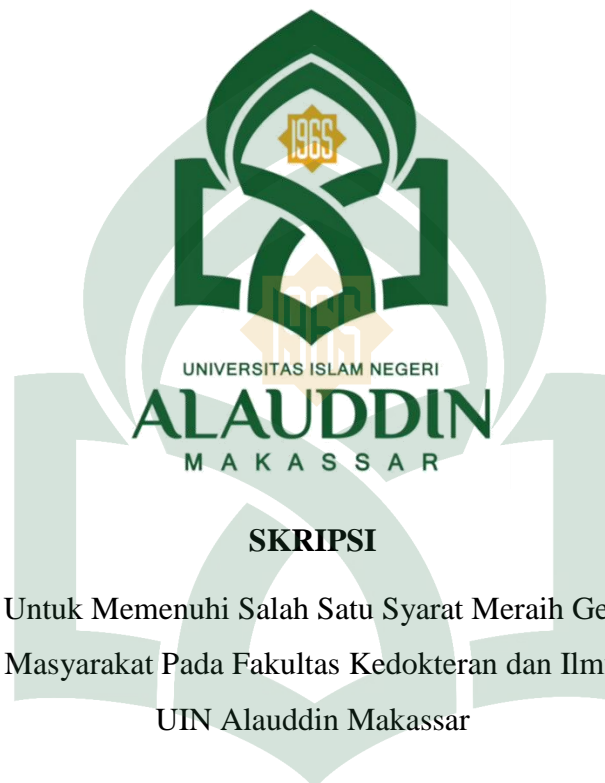 1965
UNIVERSITAS ISLAM NEGERI
ALAUDDIN
MAKASSAR
SKRIPSI
Untuk Memenuhi Salah Satu Syarat Meraih Ge
Masyarakat Pada Fakultas Kedokteran dan Ilm
UIN Alauddin Makassar